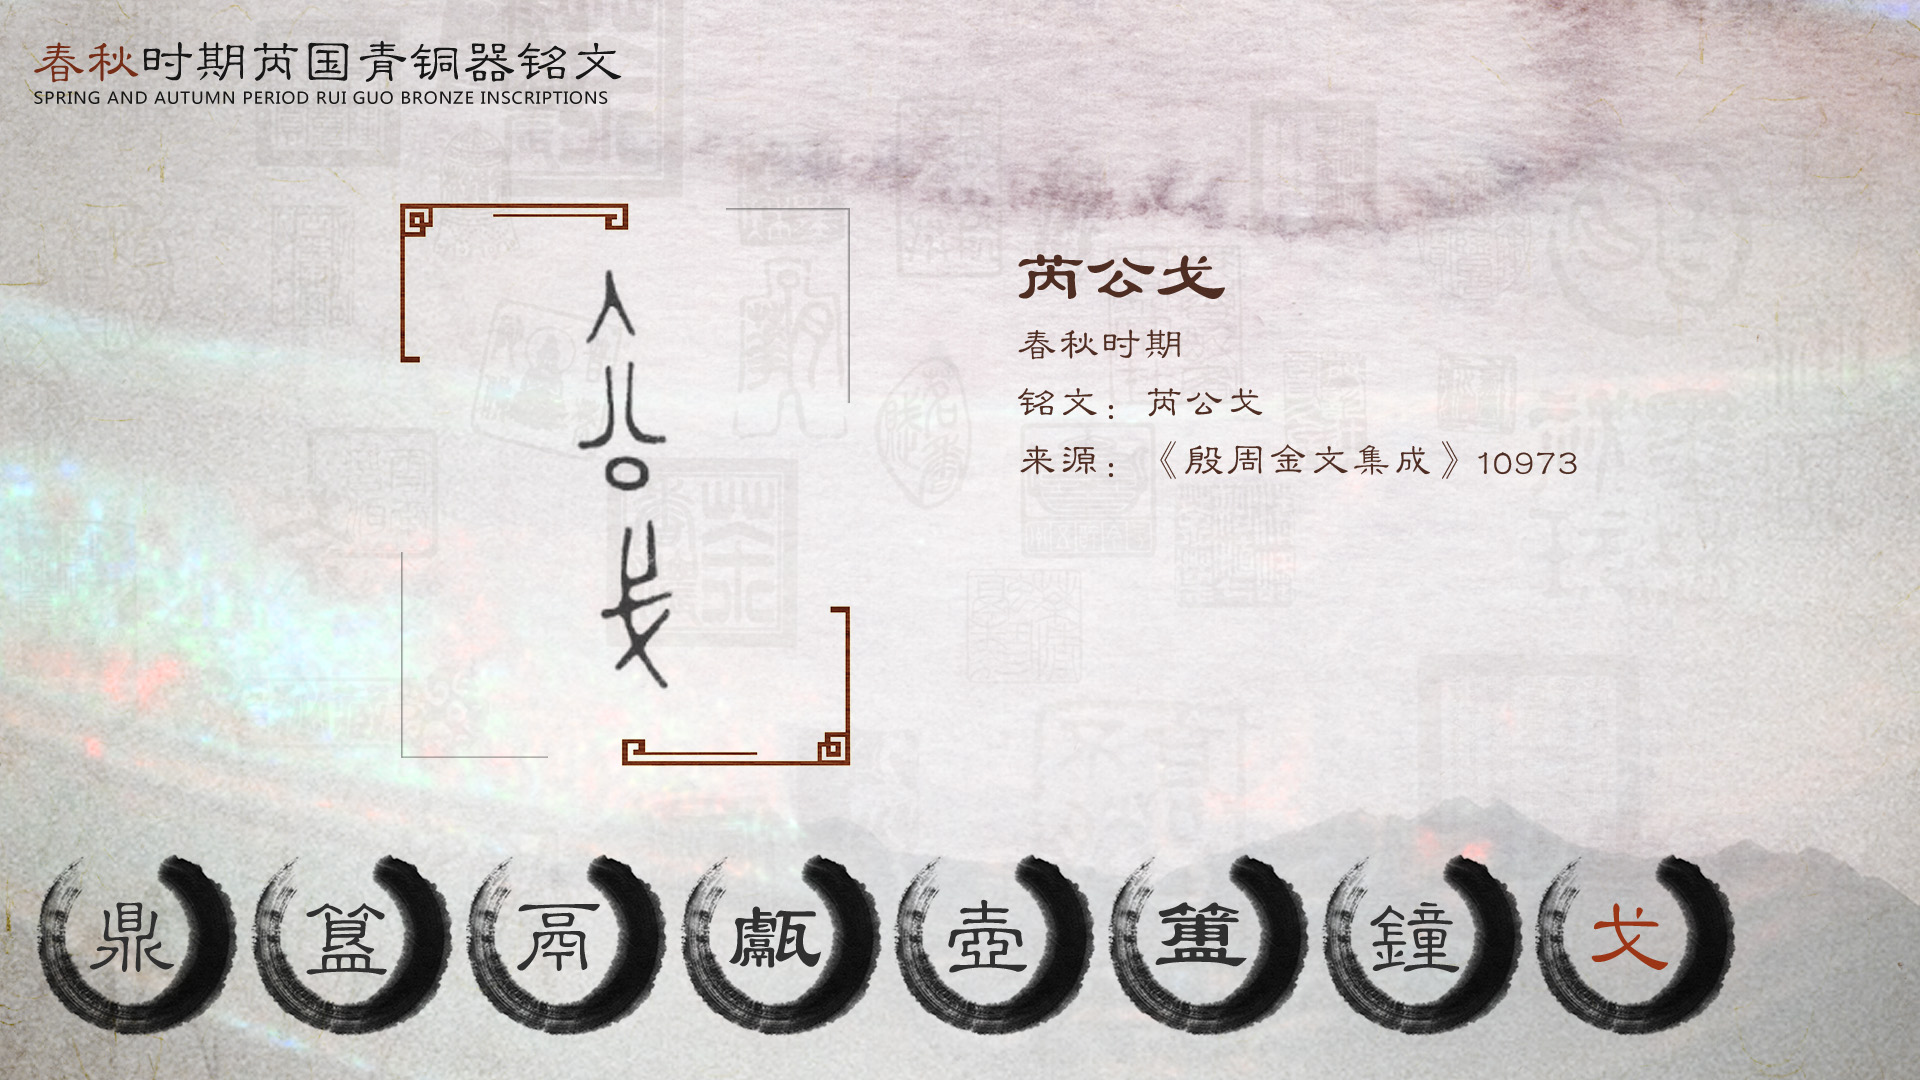 春秋时期芮国青铜器铭文
SPRING AND AUTUMN PERIOD RUI GUO BRONZE INSCRIPTIONS
芮公戈
春秋时期
铭文：芮公戈
来源：《殷周金文集成》10973
鼎
簋
鬲
甗
壶
簠
鐘
戈